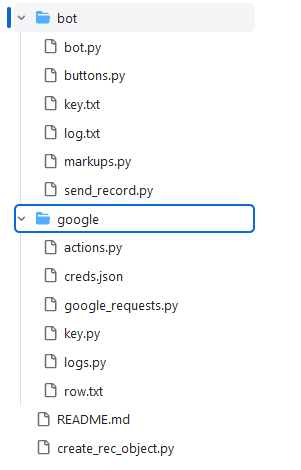 bot
bot.py
buttons.py
key.txt
log.txt
markups.py
send_record.py
google
actions.py
creds.json
google_requests.py
key.py
logs.py
row.txt
README.md
create_rec_object.py